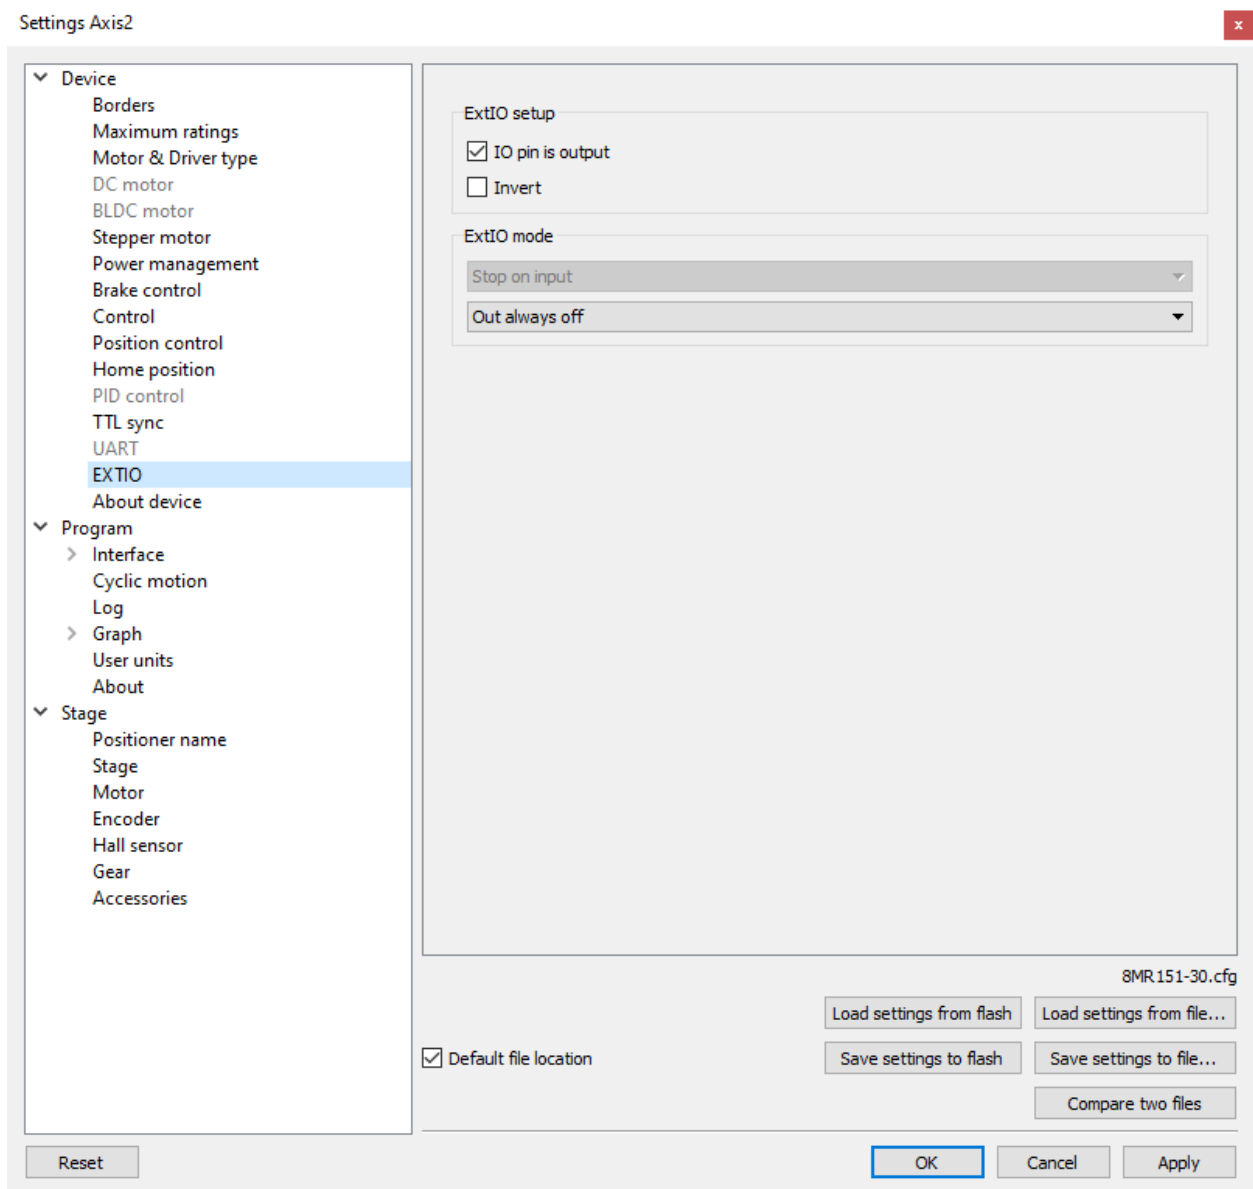 Settings Axis2
x
Device
Borders
Maximum ratings
Motor & Driver type
DC motor
BLDC motor
Stepper motor
Power management
Brake control
Control
Position control
Home position
PID control
TTL sync
UART
EXTIO
About device
Program
Interface
Cyclic motion
Log
Graph
User units
About
Stage
Positioner name
Stage
Motor
Encoder
Hall sensor
Gear
Accessories
ExtIO setup
IO pin is output
Invert
ExtIO mode
Stop on input
Out always off
8MR151-30.cfg
Load settings from flash
Load settings from file...
Default file location
Save settings to flash
Save settings to file...
Compare two files
Reset
OK
Cancel
Apply